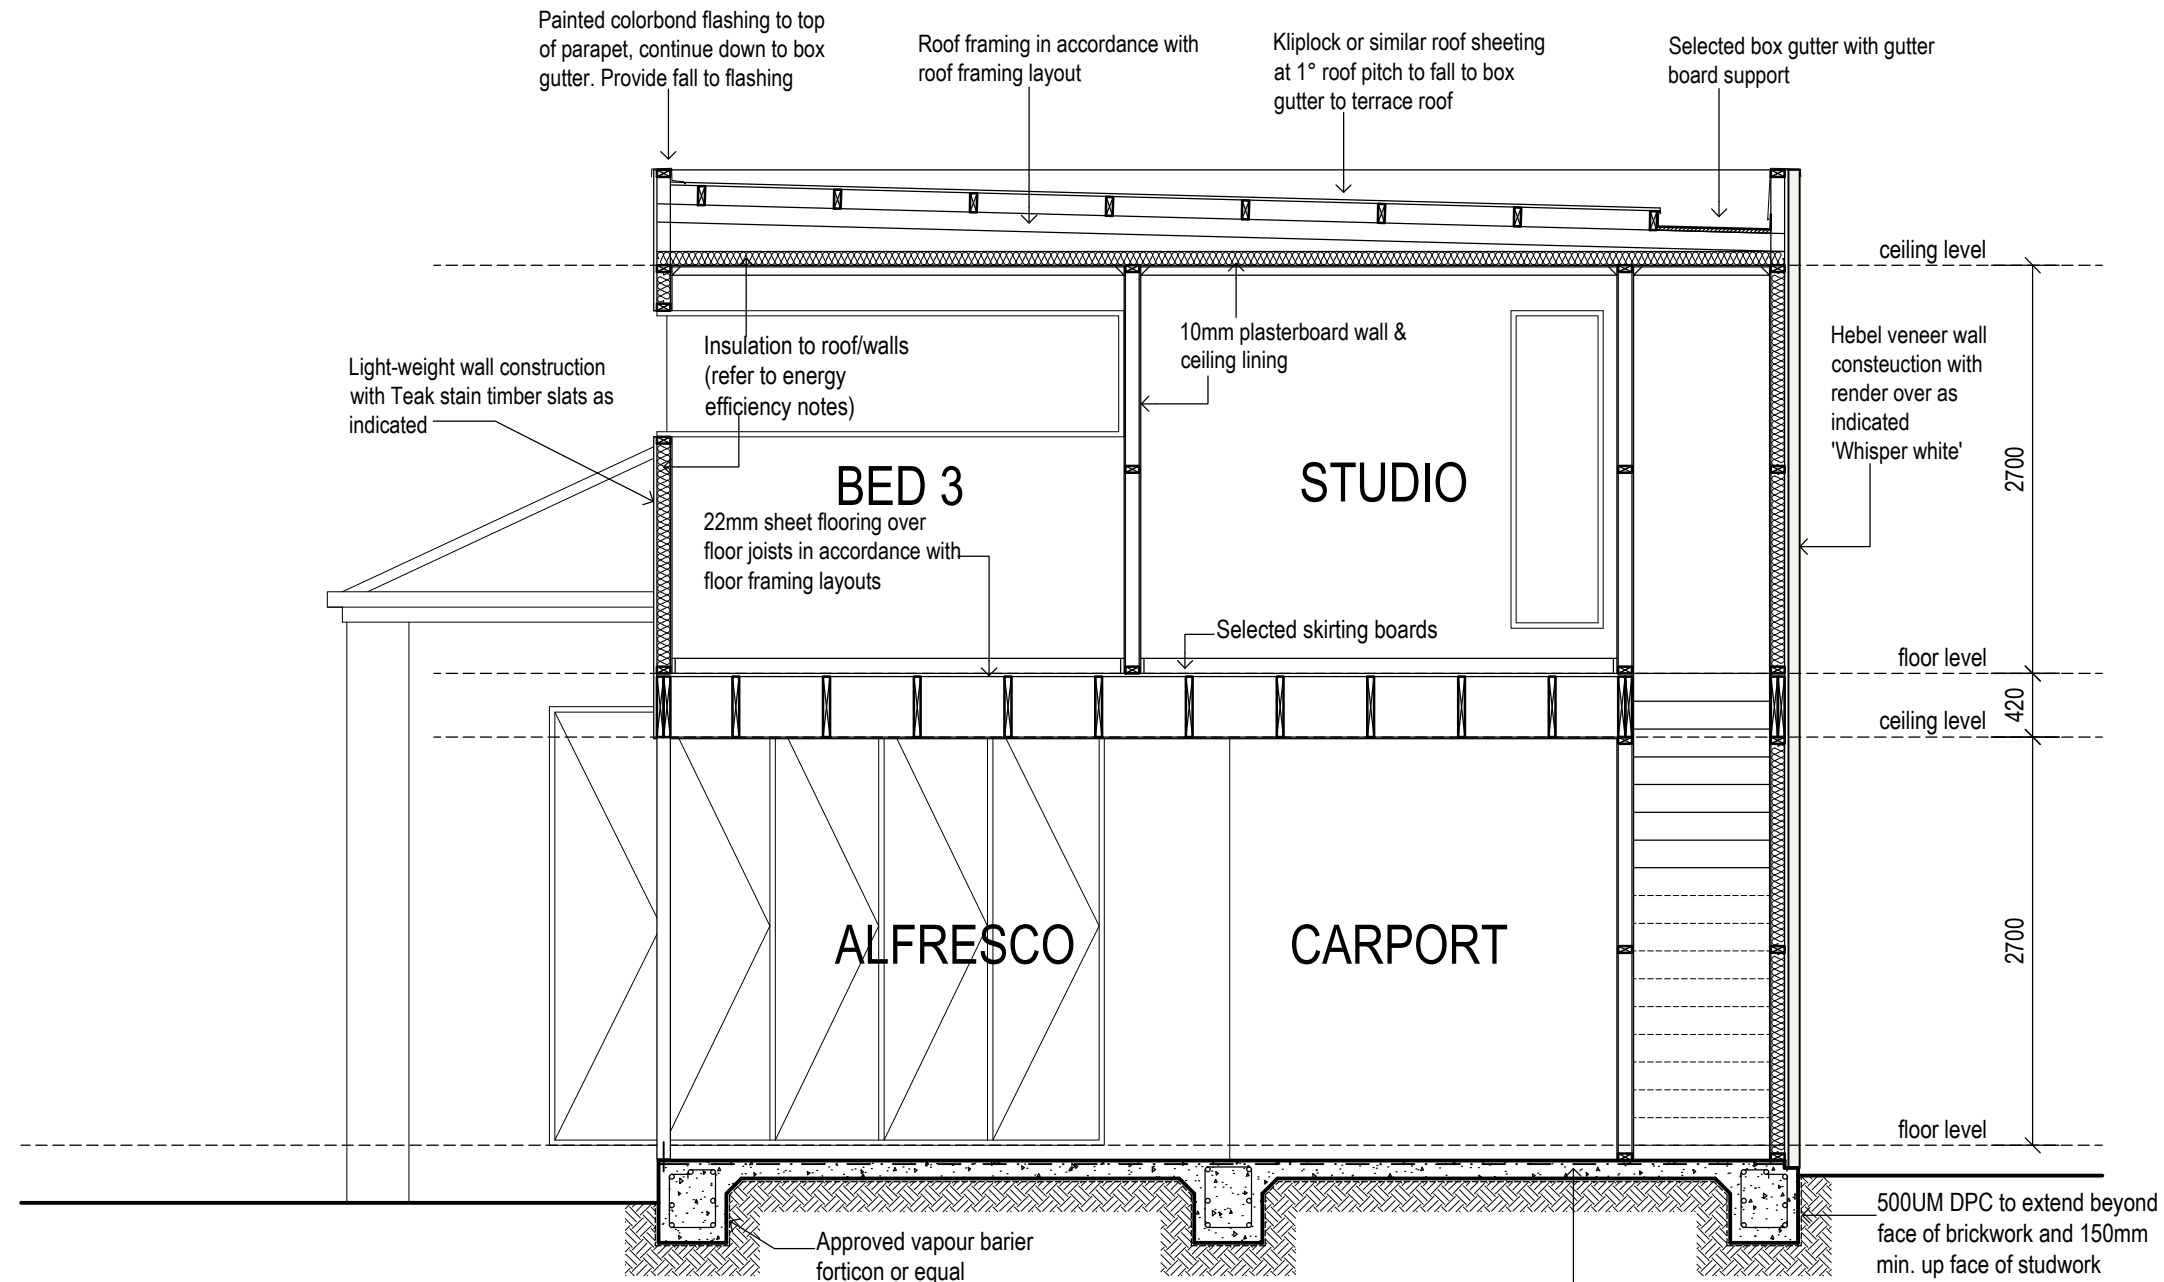 Painted colorbond flashing to top
of parapet, continue down to box
gutter. Provide fall to flashing
Roof framing in accordance with
roof framing layout
Kliplock or similar roof sheeting
at 1° roof pitch to fall to box
gutter to terrace roof
Selected box gutter with gutter
board support
ceiling level
Light-weight wall construction
with Teak stain timber slats as
indicated
Insulation to roof/walls
(refer to energy
efficiency notes)
10mm plasterboard wall &
ceiling lining
Hebel veneer wall
consteuction with
render over as
indicated
'Whisper white'
2700
BED 3
STUDIO
22mm sheet flooring over
floor joists in accordance with
floor framing layouts
Selected skirting boards
floor level
420
ceiling level
2700
ALFRESCO
CARPORT
floor level
Approved vapour barier
forticon or equal
500UM DPC to extend beyond
face of brickwork and 150mm
min. up face of studwork